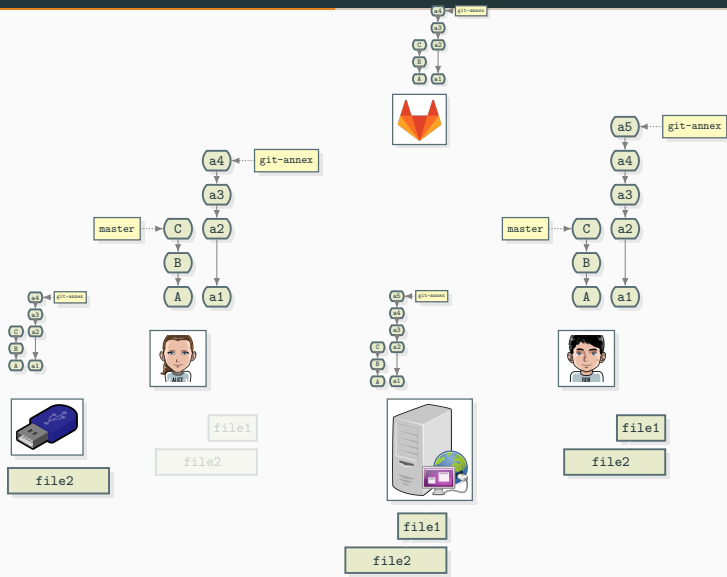 a4
git-annex
a3
C
a2
B
A
a1
a5
git-annex
a4
a3
master
C
a2
B
A
a1
a4
git-annex
a3
master
C
a2
B
A
a1
a4
git-annex
a3
C
a2
B
A
a1
a5
git-annex
a4
a3
C
a2
B
A
a1
ALICE
BOB
file1
file2
file2
file1
file2
file1
file2